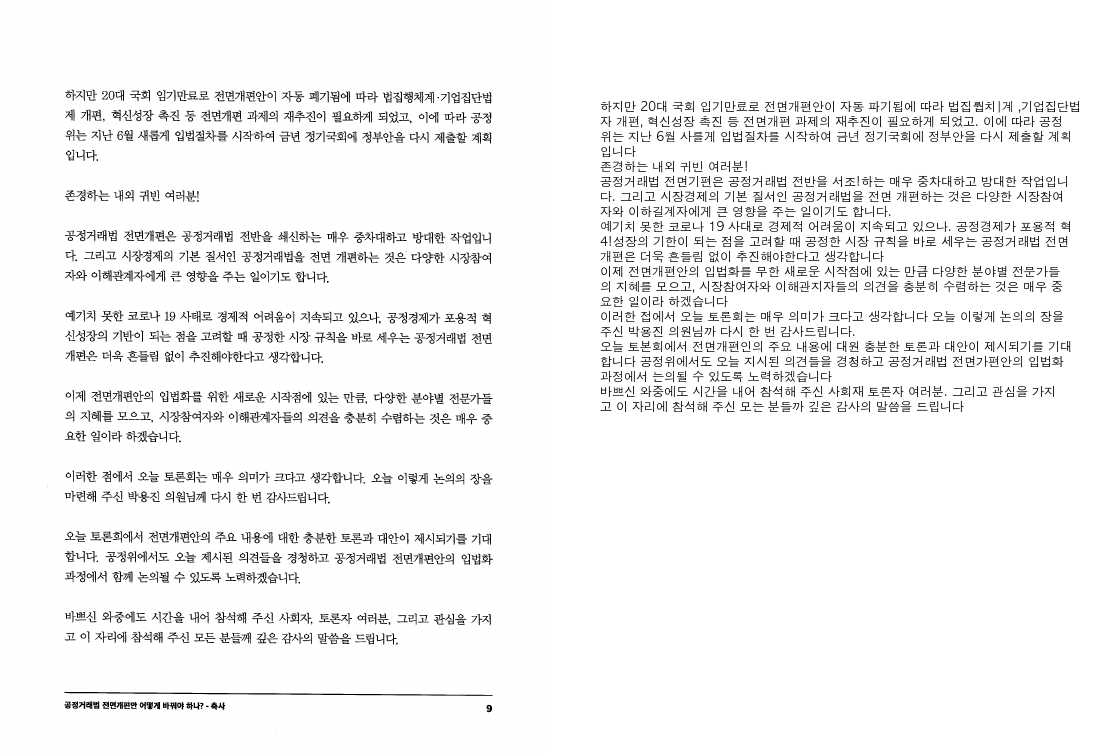 하지만 20대 국회 임기만료로 전면개편안이 자동 폐기됨에 따라 법집행체계·기업집단법
제 개편, 혁신성장 촉진 등 전면개편 과제의 재추진이 필요하게 되었고, 이에 따라 공정
위는 지난 6월 새롭게 입법절차를 시작하여 금년 정기국회에 정부안을 다시 제출할 계획
입니다.
존경하는 내외 귀빈 여러분!
공정거래법 전면개편은 공정거래법 전반을 쇄신하는 매우 중차대하고 방대한 작업입니
다. 그리고 시장경제의 기본 질서인 공정거래법을 전면 개편하는 것은 다양한 시장참여
자와 이해관계자에게 큰 영향을 주는 일이기도 합니다.
예기치 못한 코로나 19 사태로 경제적 어려움이 지속되고 있으나, 공정경제가 포용적 혁
신성장의 기반이 되는 점을 고려할 때 공정한 시장 규칙을 바로 세우는 공정거래법 전면
개편은 더욱 흔들림 없이 추진해야한다고 생각합니다.
이제 전면개편안의 입법화를 위한 새로운 시작점에 있는 만큼, 다양한 분야별 전문가들
의 지혜를 모으고, 시장참여자와 이해관계자들의 의견을 충분히 수렴하는 것은 매우 중
요한 일이라 하겠습니다.
이러한 점에서 오늘 토론회는 매우 의미가 크다고 생각합니다. 오늘 이렇게 논의의 장을
마련해 주신 박용진 의원님께 다시 한 번 감사드립니다.
오늘 토론회에서 전면개편안의 주요 내용에 대한 충분한 토론과 대안이 제시되기를 기대
합니다. 공정위에서도 오늘 제시된 의견들을 경청하고 공정거래법 전면개편안의 입법화
과정에서 함께 논의될 수 있도록 노력하겠습니다.
바쁘신 와중에도 시간을 내어 참석해 주신 사회자, 토론자 여러분, 그리고 관심을 가지
고 이 자리에 참석해 주신 모든 분들께 깊은 감사의 말씀을 드립니다.
공정거래법 전면개편안 어떻게 바꿔야 하나? - 축사
9
하지만 20대 국회 입기만료로 전면개편안이 자동 파기됨에 따라 법집 치|계 ,기업집단법
자 개편, 혁신성장 촉진 등 전면개편 과제의 재추진이 필요하게 되었고. 이에 따라 공정
위는 지난 6월 사를게 입법절차를 시작하여 금년 정기국회에 정부안을 다시 제출할 계획
입니다
존경하는 내외 귀빈 여러분!
공정거래법 전면기편은 공정거래법 전반을 서조!하는 매우 중차대하고 방대한 작업입니
다. 그리고 시장경제의 기본 질서인 공정거래법을 전면 개편하는 것은 다양한 시장참여
자와 이하길계자에게 큰 영향을 주는 일이기도 합니다.
예기치 못한 코로나 19 사대로 경제적 어려움이 지속되고 있으나. 공정경제가 포용적 혁
4!성장의 기한이 되는 점을 고려할 때 공정한 시장 규칙을 바로 세우는 공정거래법 전면
개편은 더욱 흔들림 없이 추진해야한다고 생각합니다
이제 전면개편안의 입법화를 무한 새로운 시작점에 있는 만큼 다양한 분야별 전문가들
의 지혜를 모으고, 시장참여자와 이해관지자들의 의견을 충분히 수렴하는 것은 매우 중
요한 일이라 하겠습니다
이러한 접에서 오늘 토론회는 매우 의미가 크다고 생각합니다 오늘 이렇게 논의의 장을
주신 박용진 의원님까 다시 한 번 감사드립니다.
오늘 토본회에서 전면개편인의 주요 내용에 대원 충분한 토론과 대안이 제시되기를 기대
합니다 공정위에서도 오늘 지시된 의견들을 경청하고 공정거래법 전면가편안의 입법화
과정에서 논의될 수 있도록 노력하겠습니다
바쁘신 와중에도 시간을 내어 참석해 주신 사회재 토론자 여러분. 그리고 관심을 가지
고 이 자리에 참석해 주신 모는 분들까 깊은 감사의 말씀을 드립니다